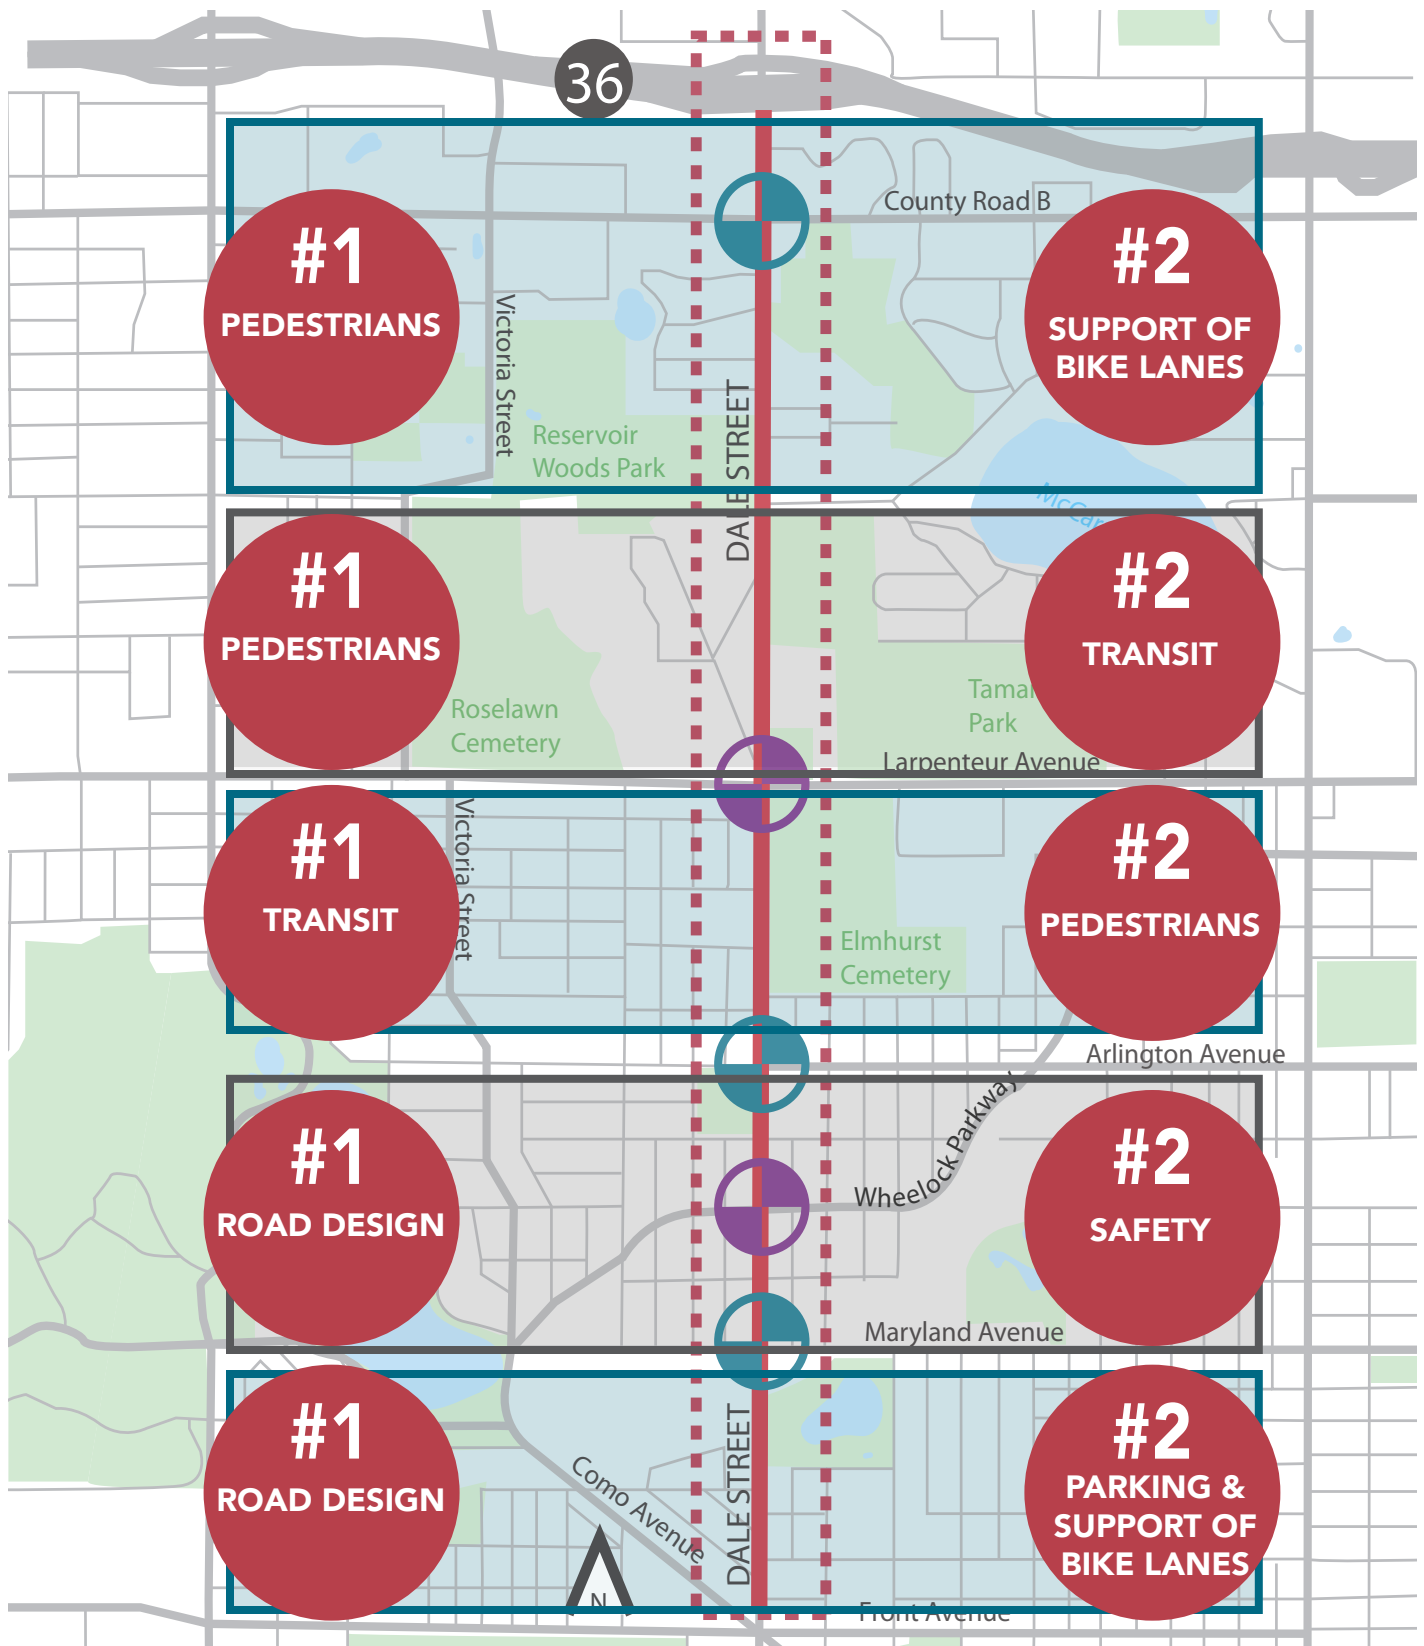 36
County Road B
#1
PEDESTRIANS
#2
SUPPORT OF
BIKE LANES
Victoria Street
DALE STREET
Reservoir
Woods Park
McCar
#1
PEDESTRIANS
#2
TRANSIT
Roselawn
Cemetery
Tamar
Park
Larpenteur Avenue
#1
TRANSIT
Victoria Street
#2
PEDESTRIANS
Elmhurst
Cemetery
Arlington Avenue
#1
ROAD DESIGN
Wheelock Parkway
#2
SAFETY
Maryland Avenue
#1
ROAD DESIGN
Como Avenue
DALE STREET
#2
PARKING &
SUPPORT OF
BIKE LANES
N
Front Avenue